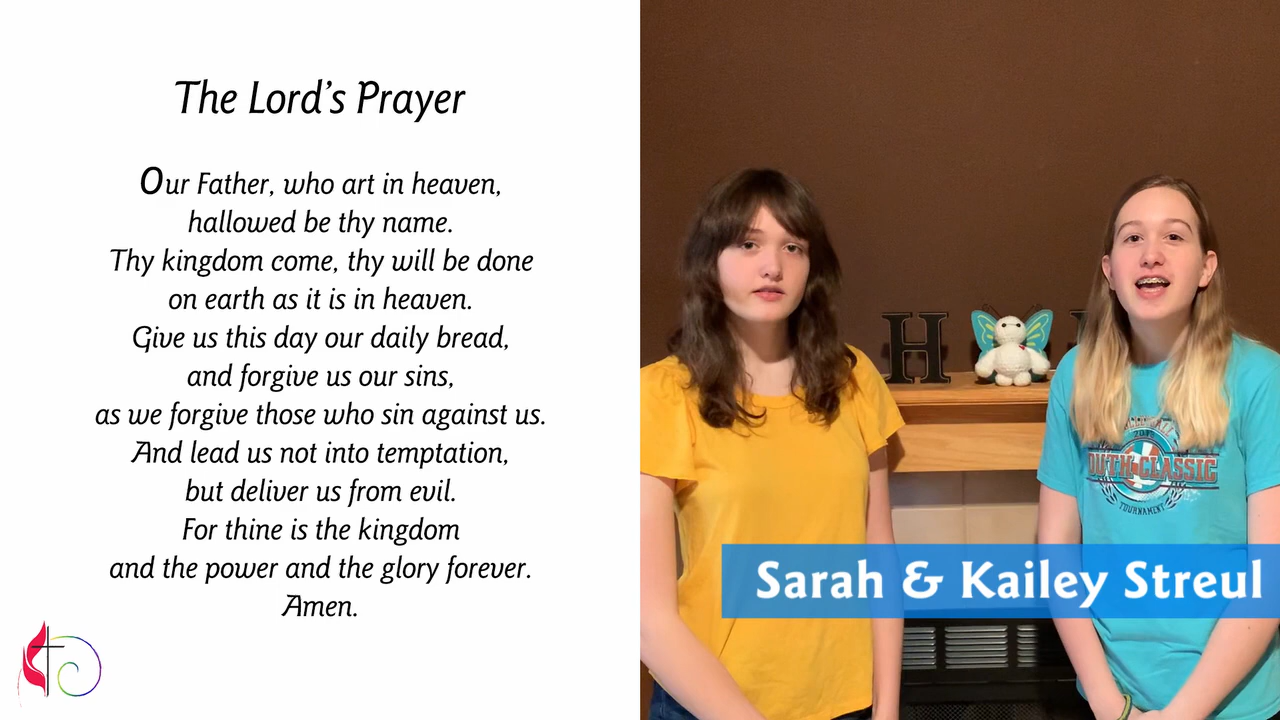 The Lord's Prayer
Our Father, who art in heaven,
hallowed be thy name.
Thy kingdom come, thy will be done
on earth as it is in heaven.
Give us this day our daily bread,
and forgive us our sins,
as we forgive those who sin against us.
And lead us not into temptation,
but deliver us from evil.
For thine is the kingdom
and the power and the glory forever.
Amen.
H
CLASSIC
TOURNAMENT
Sarah & Kailey Streul